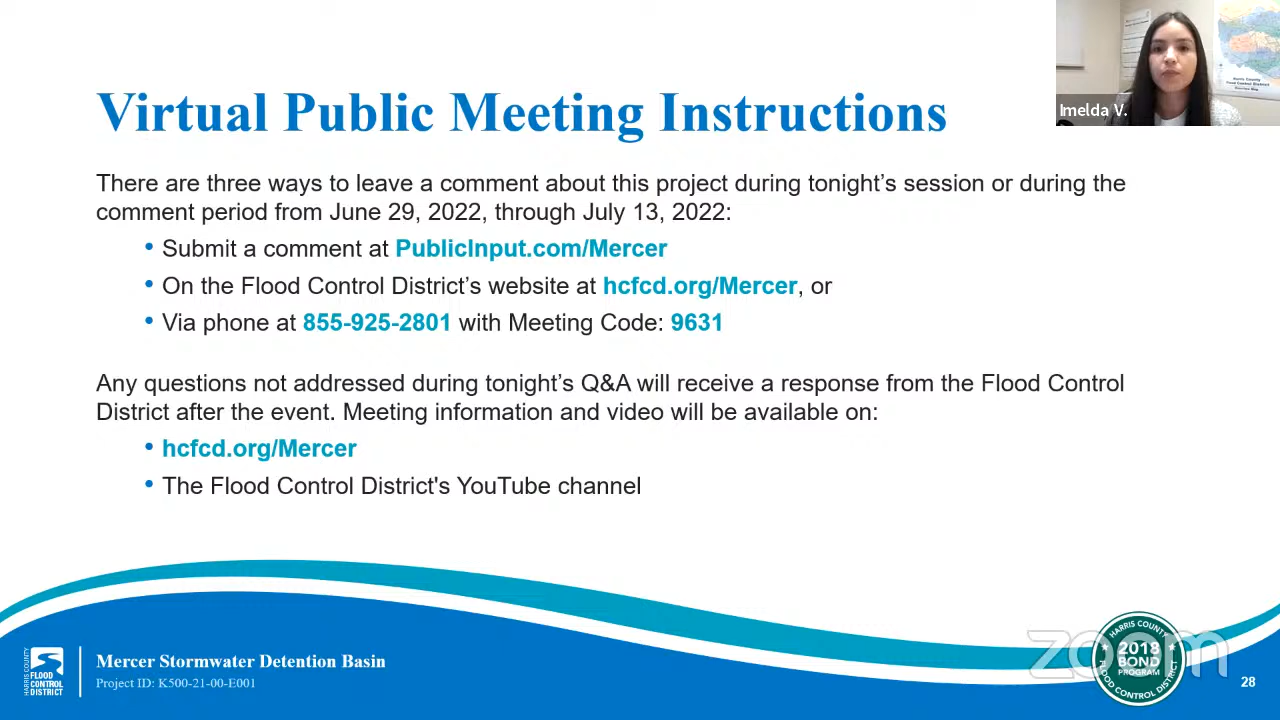 Virtual Public Meeting Instructions
Imelda V.
Harris County
Flood Control District
There are three ways to leave a comment about this project during tonight’s session or during the
comment period from June 29, 2022, through July 13, 2022:
• Submit a comment at PublicInput.com/Mercer
• On the Flood Control District’s website at hcfcd.org/Mercer, or
• Via phone at 855-925-2801 with Meeting Code: 9631
Any questions not addressed during tonight’s Q&A will receive a response from the Flood Control
District after the event. Meeting information and video will be available on:
• hcfcd.org/Mercer
• The Flood Control District's YouTube channel
HARRIS COUNTY
FLOOD
CONTROL
DISTRICT
Mercer Stormwater Detention Basin
Project ID: K500-21-00-E001
HARRIS COUNTY
2018
BOND
PROGRAM
FLOOD CONTROL DISTRICT
zoom
28